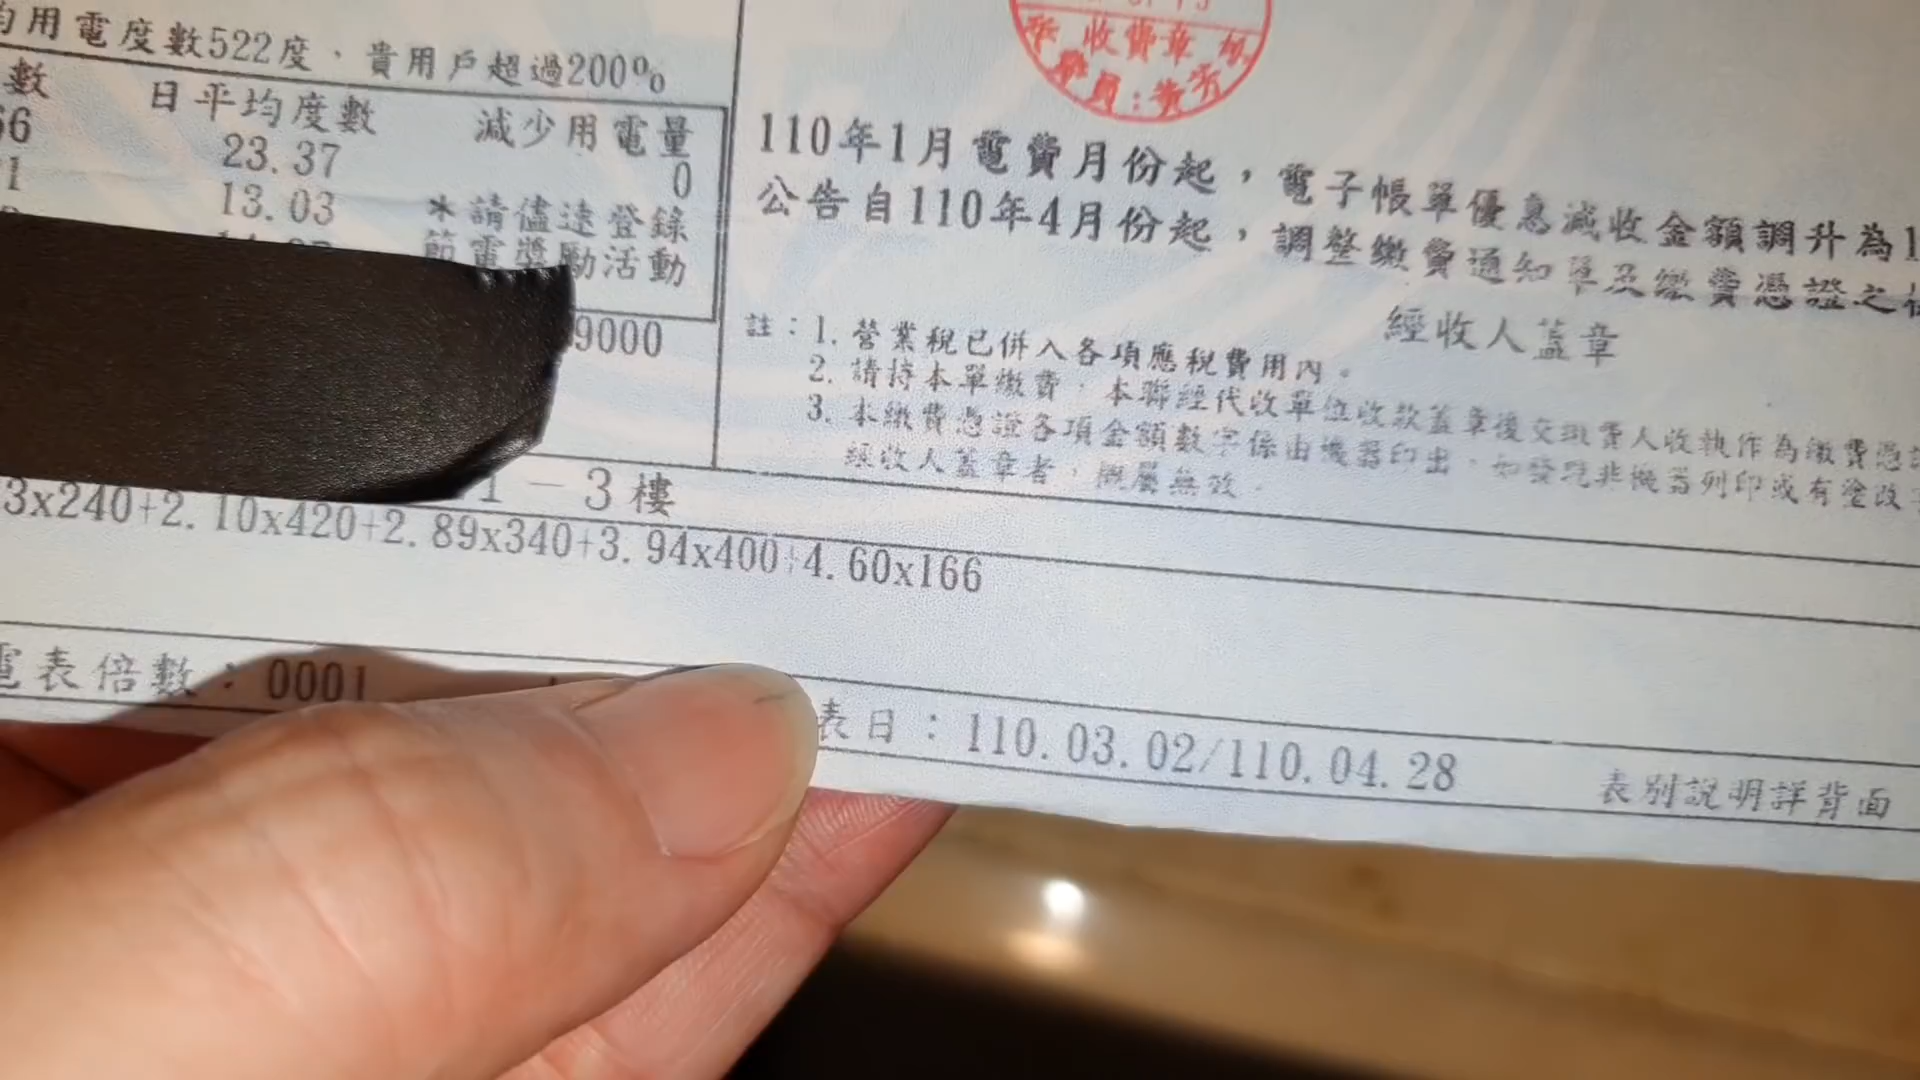 均用電度數522度，貴用戶超過200%
數 日平均度數 減少用電量
66 23.37 0
1 13.03 *請儘速登錄
節電獎勵活動
9000
收費章
110年1月電費月份起，電子帳單優惠減收金額調升為1
公告自110年4月份起，調整繳費通知單及繳費憑證之
經收人蓋章
註：1. 營業稅已併入各項應稅費用內。
2. 請持本單繳費，本聯經代收單位收款蓋章後交繳費人收執作為繳費憑證
3. 本繳費憑證各項金額數字係由機器印出，如發現非機器列印或有塗改
經收人蓋章者，概屬無效。
1－3樓
3x240+2.10x420+2.89x340+3.94x400+4.60x166
電表倍數：0001
表日：110.03.02/110.04.28
表別說明詳背面